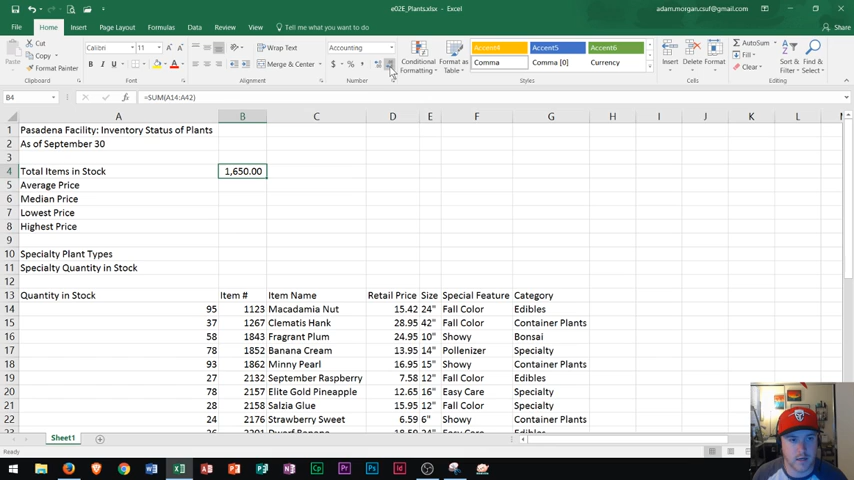 e02E_Plants.xlsx - Excel
adam.morgan.csuf@gmail.com
File Home Insert Page Layout Formulas Data Review View Tell me what you want to do
Share
Cut
Copy
Format Painter
Paste
Clipboard
Calibri 11
B I U
Font
Wrap Text
Merge & Center
Alignment
Accounting
$ % ,
Number
Conditional Formatting
Format as Table
Accent4 Accent5 Accent6
Comma Comma [0] Currency
Styles
Insert Delete Format
Cells
AutoSum
Fill
Clear
Sort & Filter
Find & Select
Editing
B4 fx =SUM(A14:A42)
A B C D E F G H I J K L
1 Pasadena Facility: Inventory Status of Plants
2 As of September 30
3
4 Total Items in Stock 1,650.00
5 Average Price
6 Median Price
7 Lowest Price
8 Highest Price
9
10 Specialty Plant Types
11 Specialty Quantity in Stock
12
13 Quantity in Stock Item # Item Name Retail Price Size Special Feature Category
14 95 1123 Macadamia Nut 15.42 24" Fall Color Edibles
15 37 1267 Clematis Hank 28.95 42" Fall Color Container Plants
16 58 1843 Fragrant Plum 24.95 10" Showy Bonsai
17 78 1852 Banana Cream 13.95 14" Pollenizer Specialty
18 93 1862 Minny Pearl 16.95 15" Showy Container Plants
19 27 2132 September Raspberry 7.58 12" Fall Color Edibles
20 78 2157 Elite Gold Pineapple 12.65 16" Easy Care Specialty
21 28 2158 Salzia Glue 15.95 12" Fall Color Specialty
22 24 2176 Strawberry Sweet 6.59 6" Showy Container Plants
Sheet1